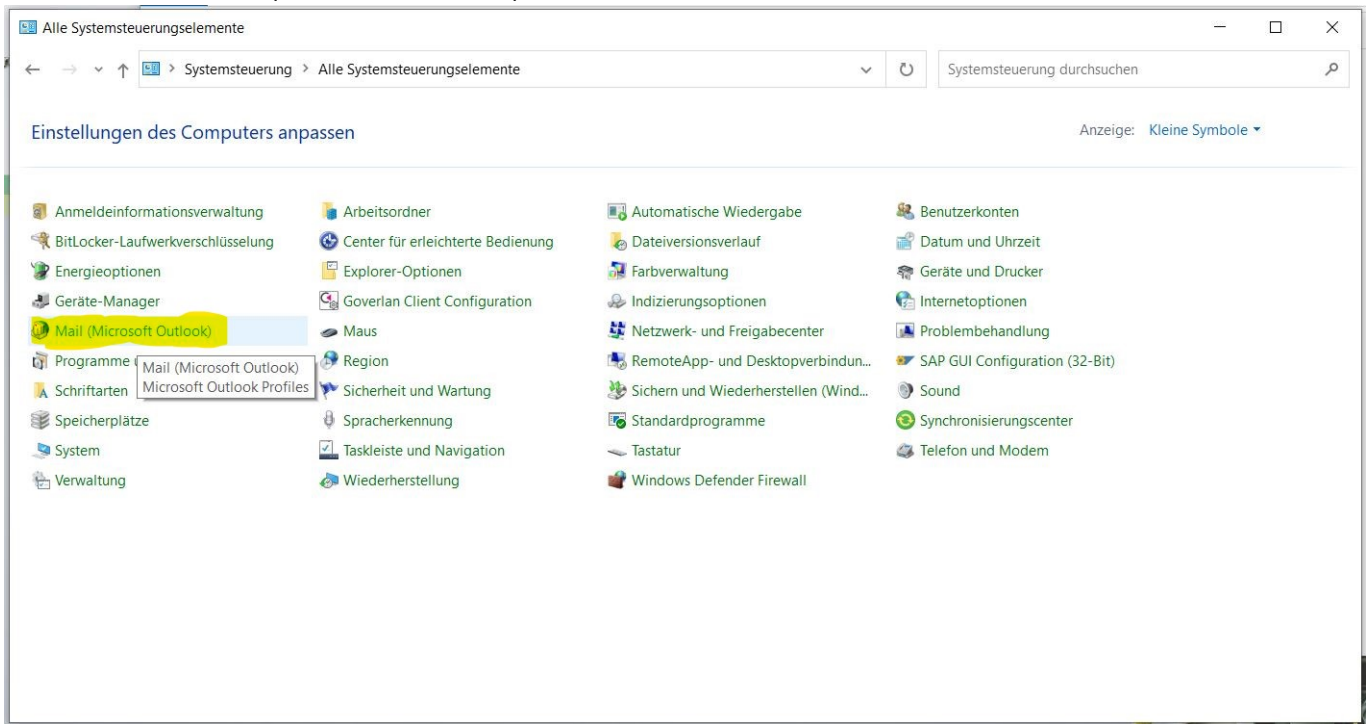 Alle Systemsteuerungselemente
Systemsteuerung > Alle Systemsteuerungselemente
Systemsteuerung durchsuchen
Einstellungen des Computers anpassen
Anzeige: Kleine Symbole
Anmeldeinformationsverwaltung Arbeitsordner Automatische Wiedergabe Benutzerkonten
BitLocker-Laufwerkverschlüsselung Center für erleichterte Bedienung Dateiversionsverlauf Datum und Uhrzeit
Energieoptionen Explorer-Optionen Farbverwaltung Geräte und Drucker
Geräte-Manager Goverlan Client Configuration Indizierungsoptionen Internetoptionen
Mail (Microsoft Outlook) Maus Netzwerk- und Freigabecenter Problembehandlung
Programme Region RemoteApp- und Desktopverbindun... SAP GUI Configuration (32-Bit)
Mail (Microsoft Outlook)
Microsoft Outlook Profiles
Schriftarten Sicherheit und Wartung Sichern und Wiederherstellen (Wind... Sound
Speicherplätze Spracherkennung Standardprogramme Synchronisierungscenter
System Taskleiste und Navigation Tastatur Telefon und Modem
Verwaltung Wiederherstellung Windows Defender Firewall